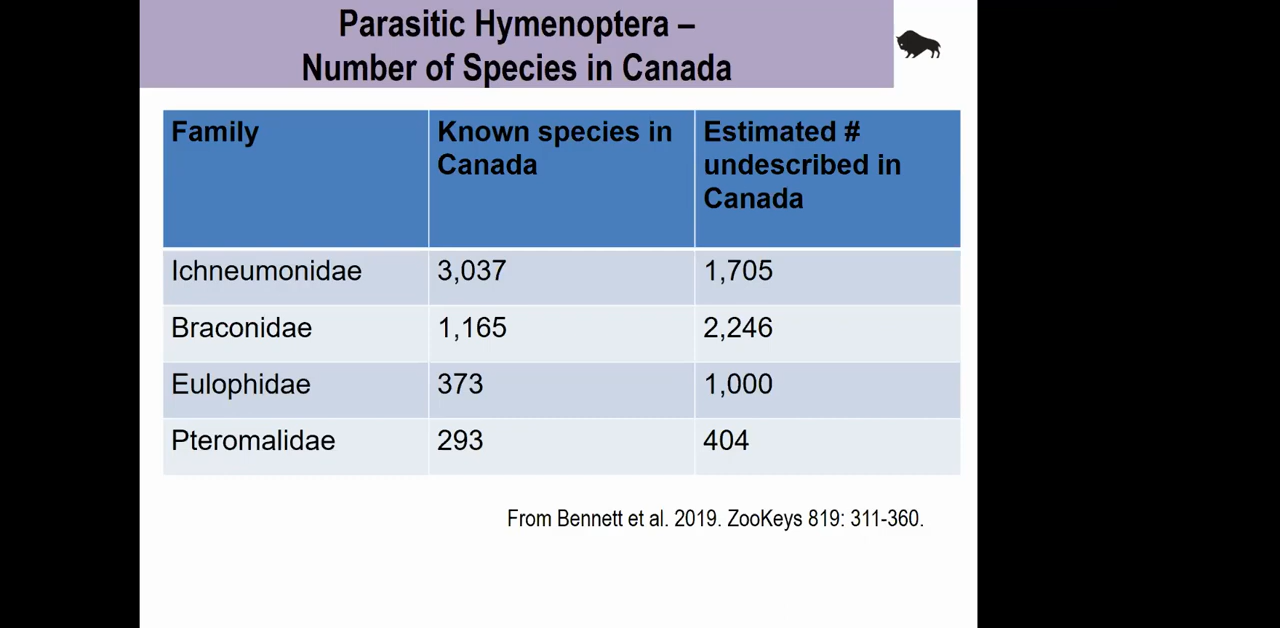 Parasitic Hymenoptera –
Number of Species in Canada
Family
Known species in
Canada
Estimated #
undescribed in
Canada
Ichneumonidae 3,037 1,705
Braconidae 1,165 2,246
Eulophidae 373 1,000
Pteromalidae 293 404
From Bennett et al. 2019. ZooKeys 819: 311-360.